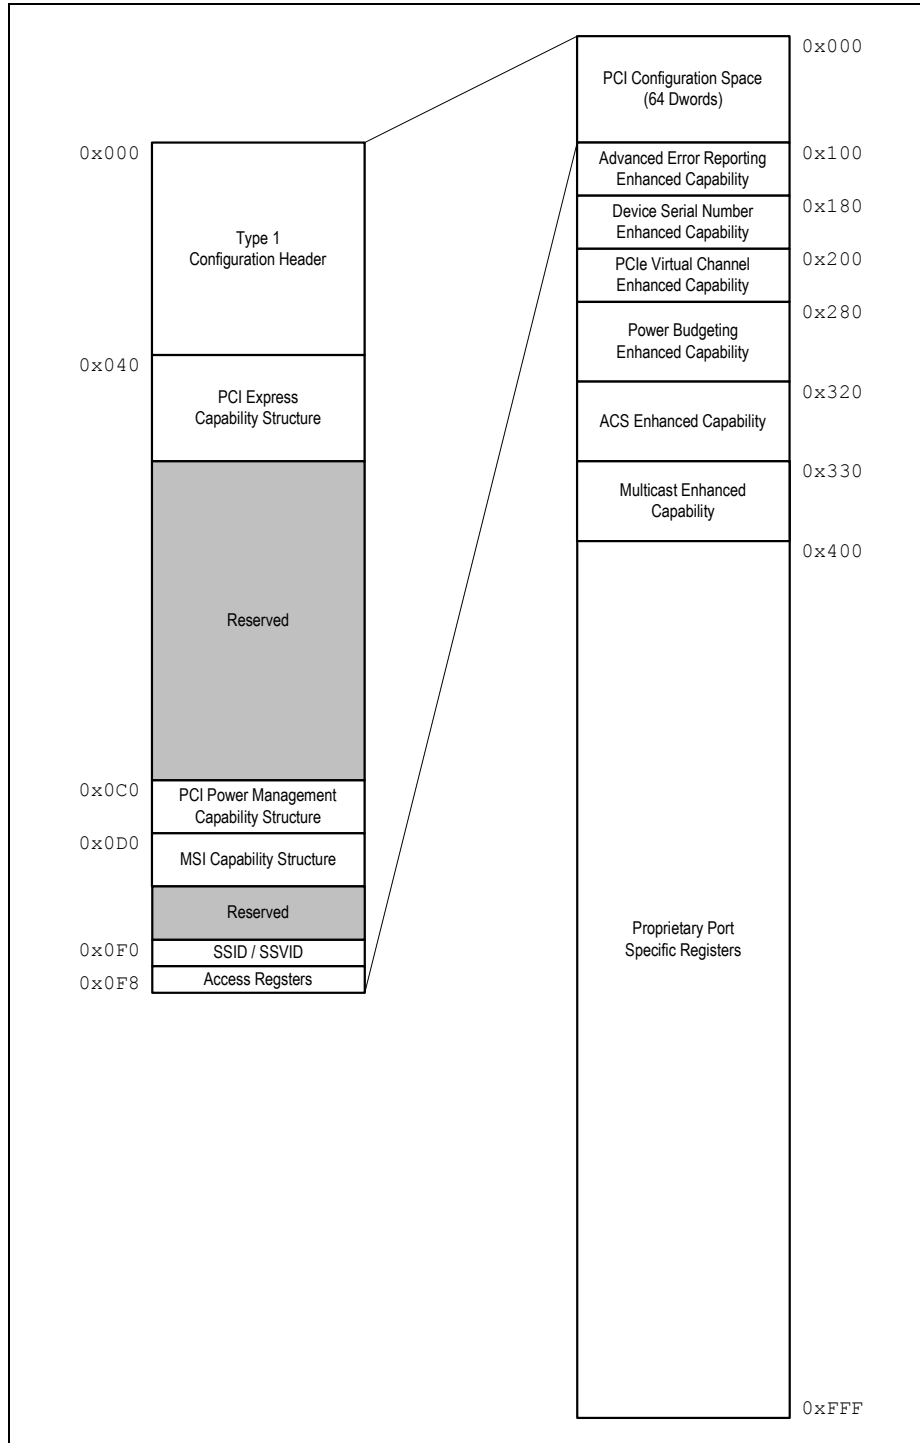 0x000
Type 1
Configuration Header
0x040
PCI Express
Capability Structure
Reserved
0x0C0
PCI Power Management
Capability Structure
0x0D0
MSI Capability Structure
Reserved
0x0F0
SSID / SSVID
0x0F8
Access Regsters
0x000
PCI Configuration Space
(64 Dwords)
0x100
Advanced Error Reporting
Enhanced Capability
0x180
Device Serial Number
Enhanced Capability
0x200
PCIe Virtual Channel
Enhanced Capability
0x280
Power Budgeting
Enhanced Capability
0x320
ACS Enhanced Capability
0x330
Multicast Enhanced
Capability
0x400
Proprietary Port
Specific Registers
0xFFF